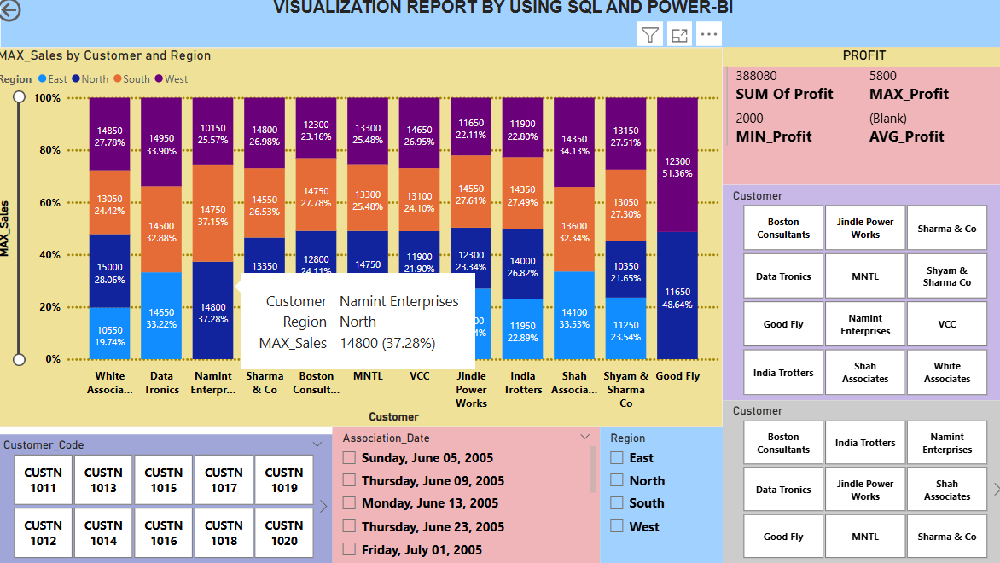 VISUALIZATION REPORT BY USING SQL AND POWER-BI
MAX_Sales by Customer and Region
Region East North South West
MAX_Sales
100%
80%
60%
40%
20%
0%
14850
27.78%
13050
24.42%
15000
28.06%
10550
19.74%
White
Associa...
14950
33.90%
14500
32.88%
14650
33.22%
Data
Tronics
10150
25.57%
14750
37.15%
14800
37.28%
Namint
Enterpr...
14800
26.98%
14550
26.53%
13350
Sharma
& Co
12300
23.16%
14750
27.78%
12800
24.11%
Boston
Consult...
13300
25.48%
13300
25.48%
14750
MNTL
14650
26.95%
13100
24.10%
11900
21.90%
VCC
11650
22.11%
14550
27.61%
12300
23.34%
Jindle
Power
Works
11900
22.80%
14350
27.49%
14000
26.82%
11950
22.89%
India
Trotters
14350
34.13%
13600
32.34%
14100
33.53%
Shah
Associa...
13150
27.51%
13050
27.30%
10350
21.65%
11250
23.54%
Shyam &
Sharma
Co
12300
51.36%
11650
48.64%
Good Fly
Customer
Customer Namint Enterprises
Region North
MAX_Sales 14800 (37.28%)
PROFIT
388080 5800
SUM Of Profit MAX_Profit
2000 (Blank)
MIN_Profit AVG_Profit
Customer
Boston
Consultants
Jindle Power
Works
Sharma & Co
Data Tronics
MNTL
Shyam &
Sharma Co
Good Fly
Namint
Enterprises
VCC
India Trotters
Shah
Associates
White
Associates
Customer
Boston
Consultants
India Trotters
Namint
Enterprises
Data Tronics
Jindle Power
Works
Shah
Associates
Good Fly
MNTL
Sharma & Co
Customer_Code
CUSTN
1011
CUSTN
1013
CUSTN
1015
CUSTN
1017
CUSTN
1019
CUSTN
1012
CUSTN
1014
CUSTN
1016
CUSTN
1018
CUSTN
1020
Association_Date
Sunday, June 05, 2005
Thursday, June 09, 2005
Monday, June 13, 2005
Thursday, June 23, 2005
Friday, July 01, 2005
Region
East
North
South
West